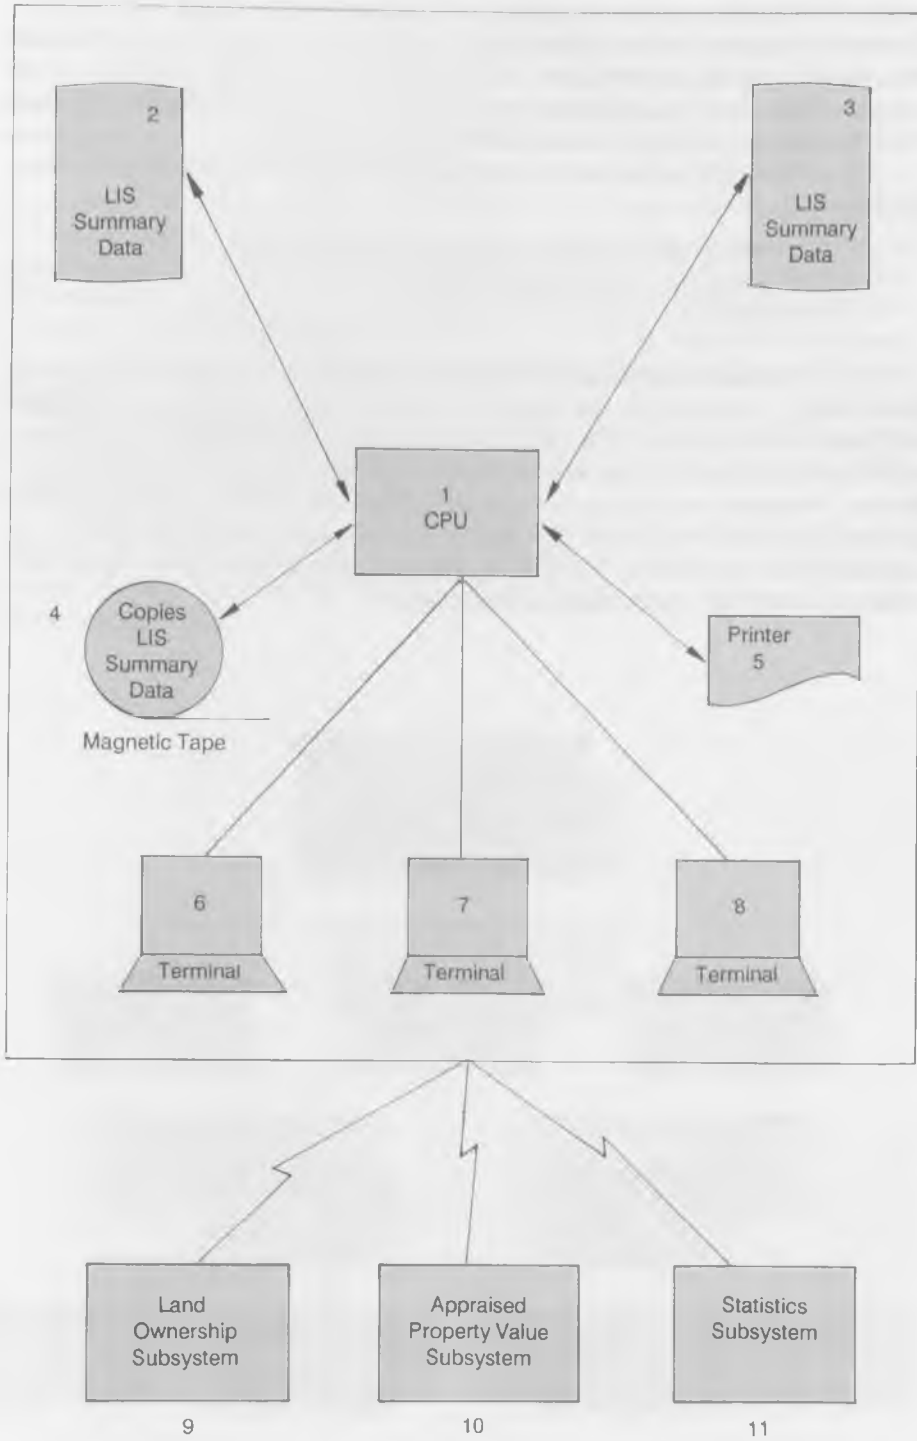 2
LIS
Summary
Data
3
LIS
Summary
Data
1
CPU
4
Copies
LIS
Summary
Data
Magnetic Tape
Printer
5
6
Terminal
7
Terminal
8
Terminal
Land
Ownership
Subsystem
9
Appraised
Property Value
Subsystem
10
Statistics
Subsystem
11